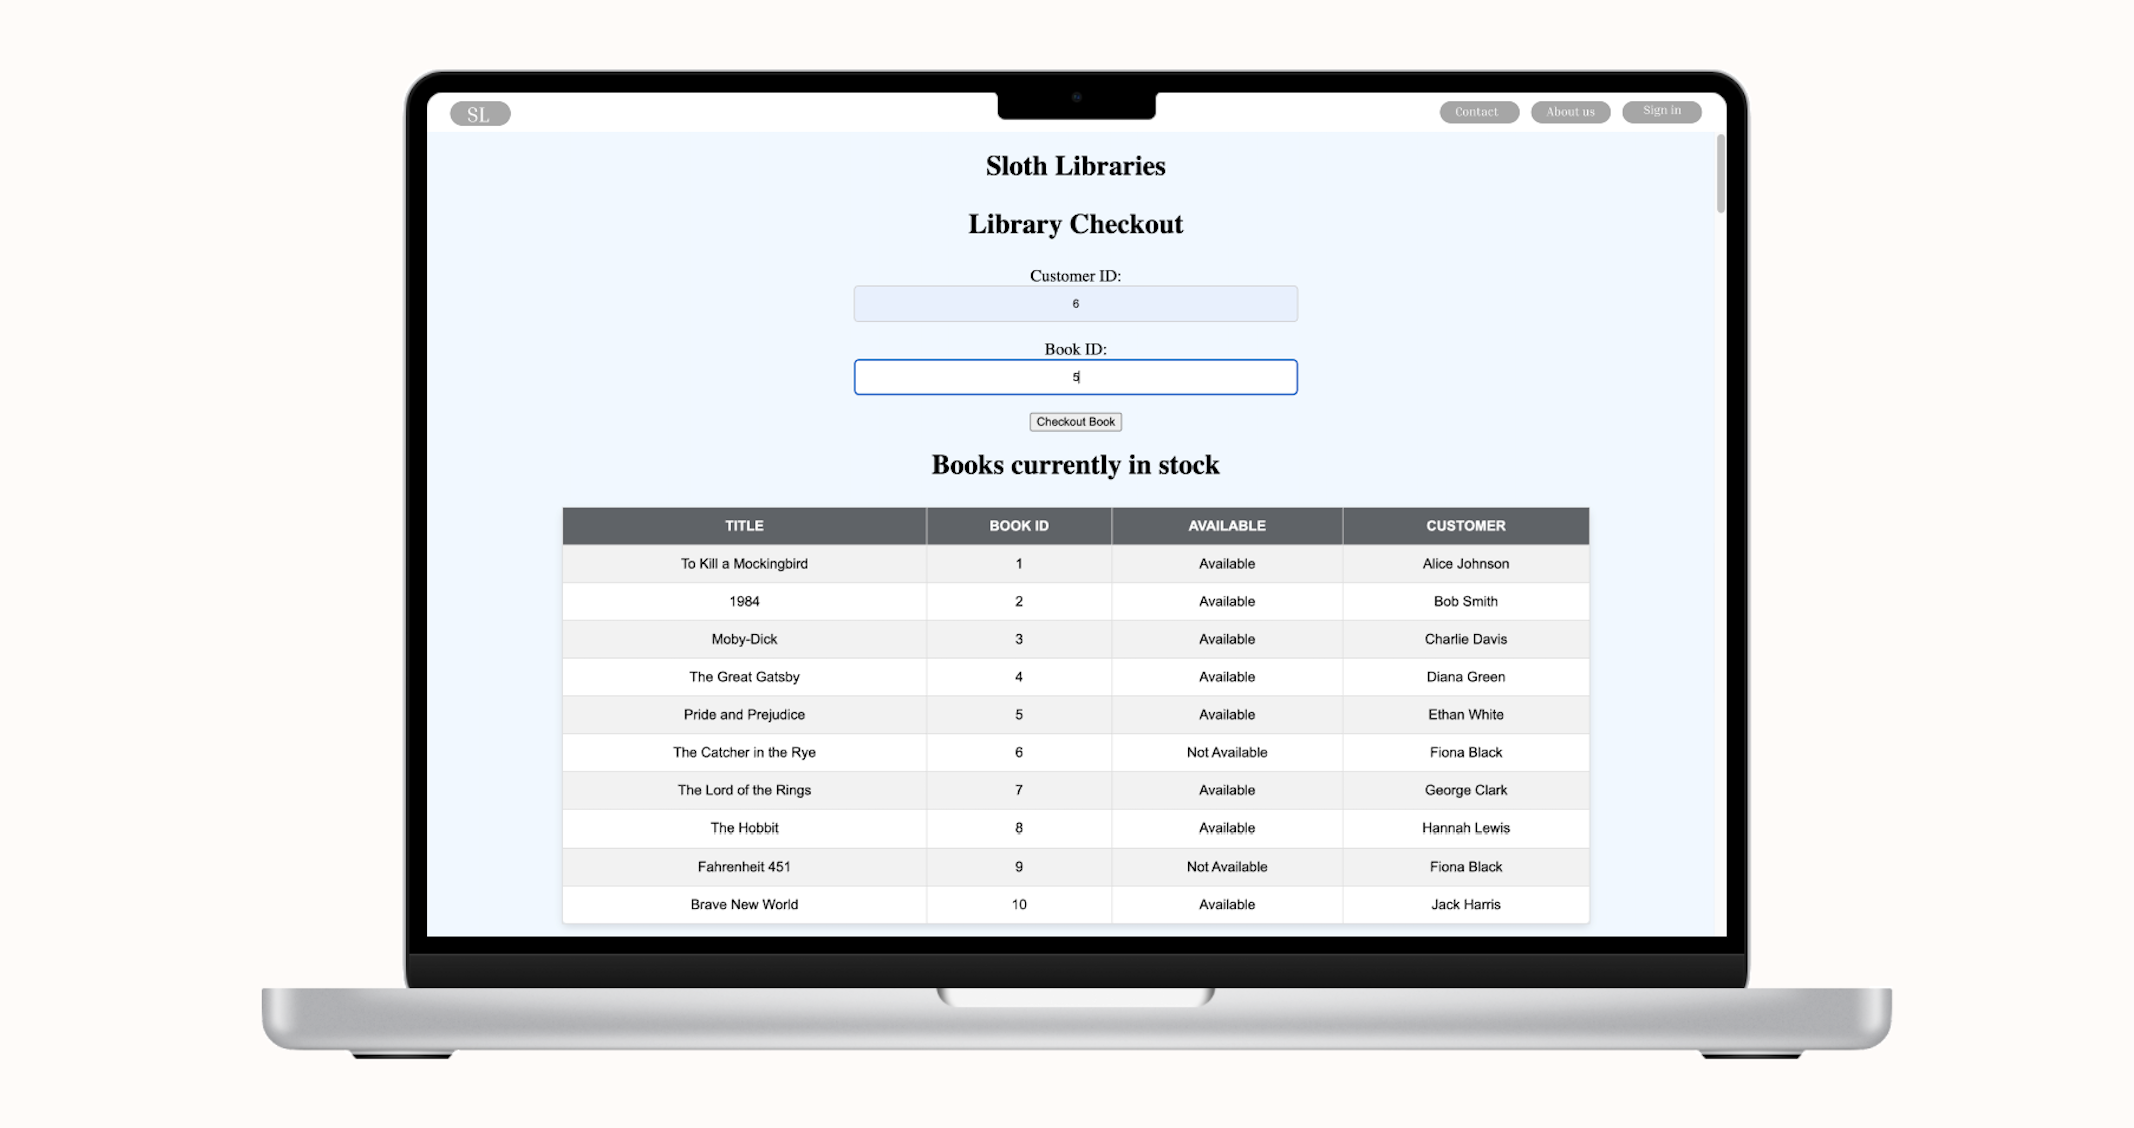 SL Contact About us Sign in
Sloth Libraries
Library Checkout
Customer ID:
6
Book ID:
5
Checkout Book
Books currently in stock
TITLE BOOK ID AVAILABLE CUSTOMER
To Kill a Mockingbird 1 Available Alice Johnson
1984 2 Available Bob Smith
Moby-Dick 3 Available Charlie Davis
The Great Gatsby 4 Available Diana Green
Pride and Prejudice 5 Available Ethan White
The Catcher in the Rye 6 Not Available Fiona Black
The Lord of the Rings 7 Available George Clark
The Hobbit 8 Available Hannah Lewis
Fahrenheit 451 9 Not Available Fiona Black
Brave New World 10 Available Jack Harris